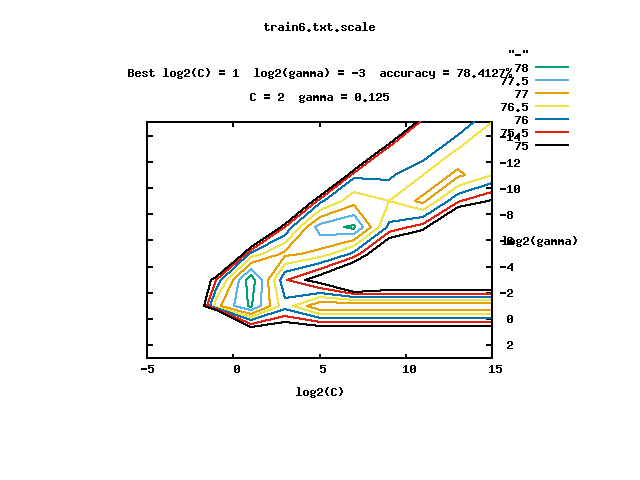 train6.txt.scale
"-"
Best log2(C) = 1  log2(gamma) = -3  accuracy = 78.4127%
78
77.5
C = 2  gamma = 0.125
77
76.5
76
75.5
75
-14
-12
-10
-8
-6
log2(gamma)
-4
-2
0
2
-5 0 5 10 15
log2(C)